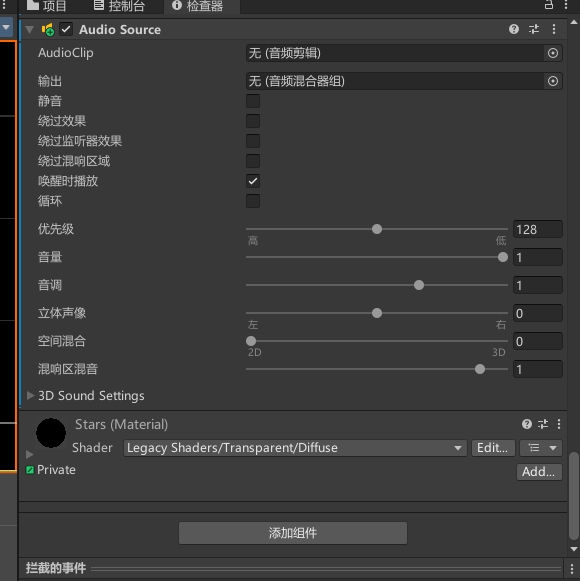 项目 控制台 检查器
Audio Source
AudioClip 无 (音频剪辑)
输出 无 (音频混合器组)
静音
绕过效果
绕过监听器效果
绕过混响区域
唤醒时播放
循环
优先级 128
高 低
音量 1
音调 1
立体声像 0
左 右
空间混合 0
2D 3D
混响区混音 1
3D Sound Settings
Stars (Material)
Shader Legacy Shaders/Transparent/Diffuse Edit...
Private Add...
添加组件
拦截的事件